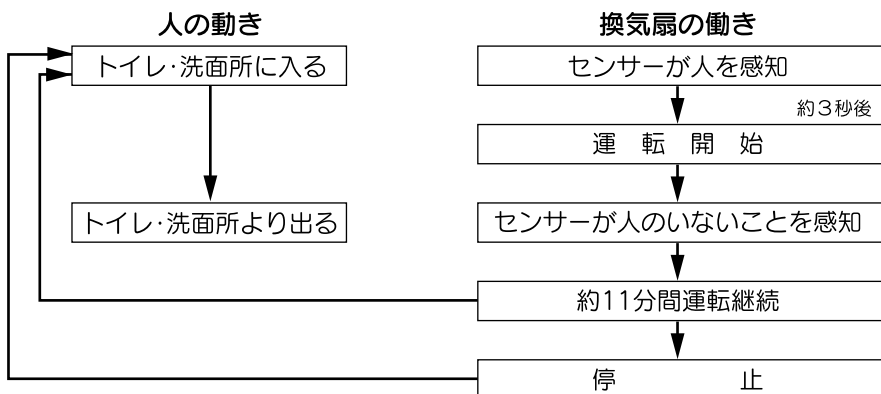 人の動き
トイレ・洗面所に入る
トイレ・洗面所より出る
換気扇の働き
センサーが人を感知
約3秒後
運転開始
センサーが人のいないことを感知
約11分間運転継続
停止